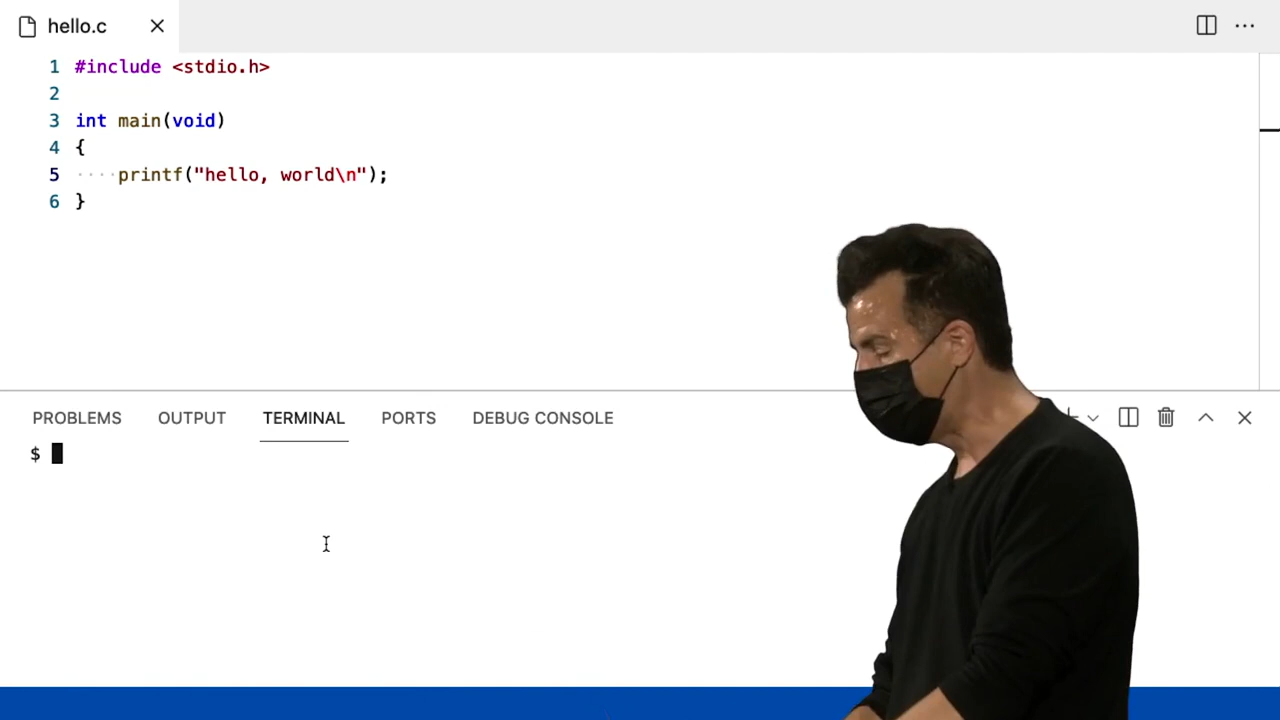 hello.c
1 #include <stdio.h>
2
3 int main(void)
4 {
5 ····printf("hello, world\n");
6 }
PROBLEMS OUTPUT TERMINAL PORTS DEBUG CONSOLE
$